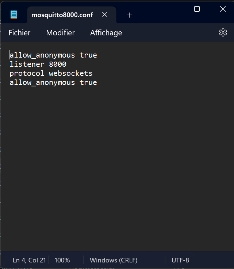 mosquitto8000.conf
Fichier Modifier Affichage
allow_anonymous true
listener 8000
protocol websockets
allow_anonymous true
Ln 4, Col 21 100% Windows (CRLF) UTF-8